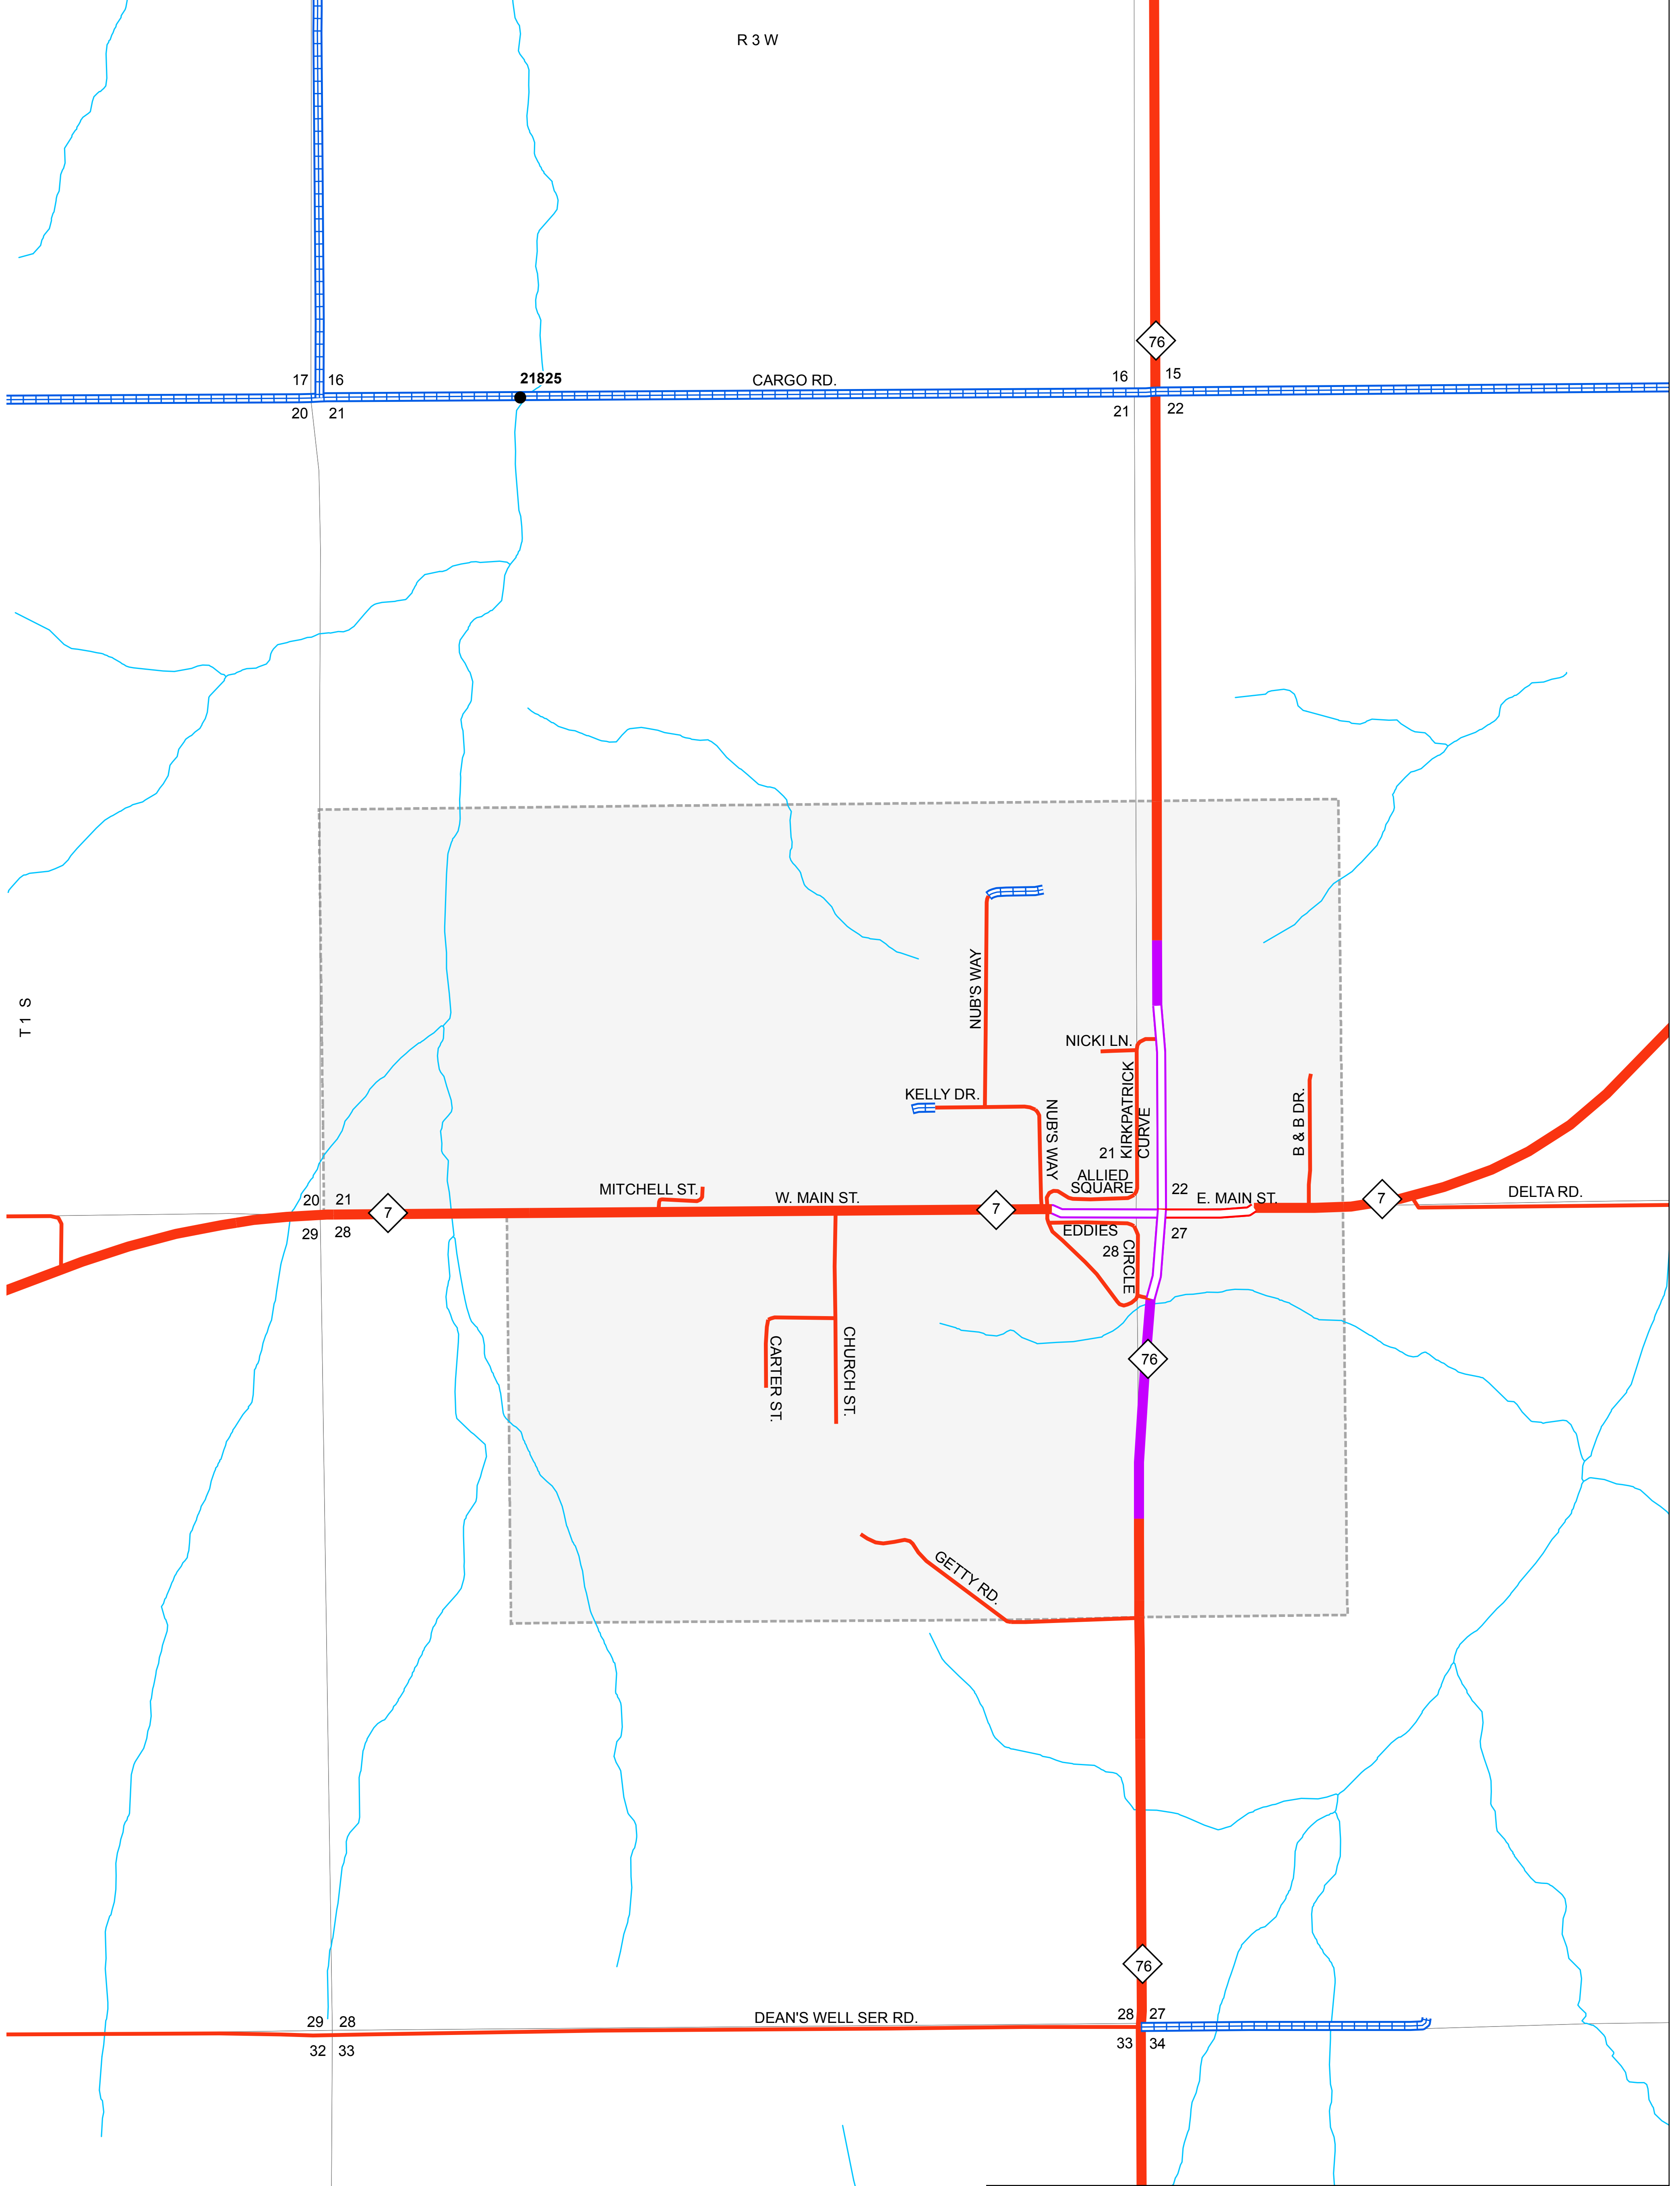 R 3 W
76
21825
CARGO RD.
17 16
16 15
20 21
21 22
T 1 S
NUB'S WAY
NICKI LN.
KIRKPATRICK
CURVE
KELLY DR.
NUB'S WAY
B & B DR.
21
ALLIED
SQUARE
MITCHELL ST.
W. MAIN ST.
E. MAIN ST.
DELTA RD.
20 21
22
7
7
7
29 28
27
EDDIES
CIRCLE
28
76
CARTER ST.
CHURCH ST.
GETTY RD.
76
DEAN'S WELL SER RD.
29 28
28 27
32 33
33 34